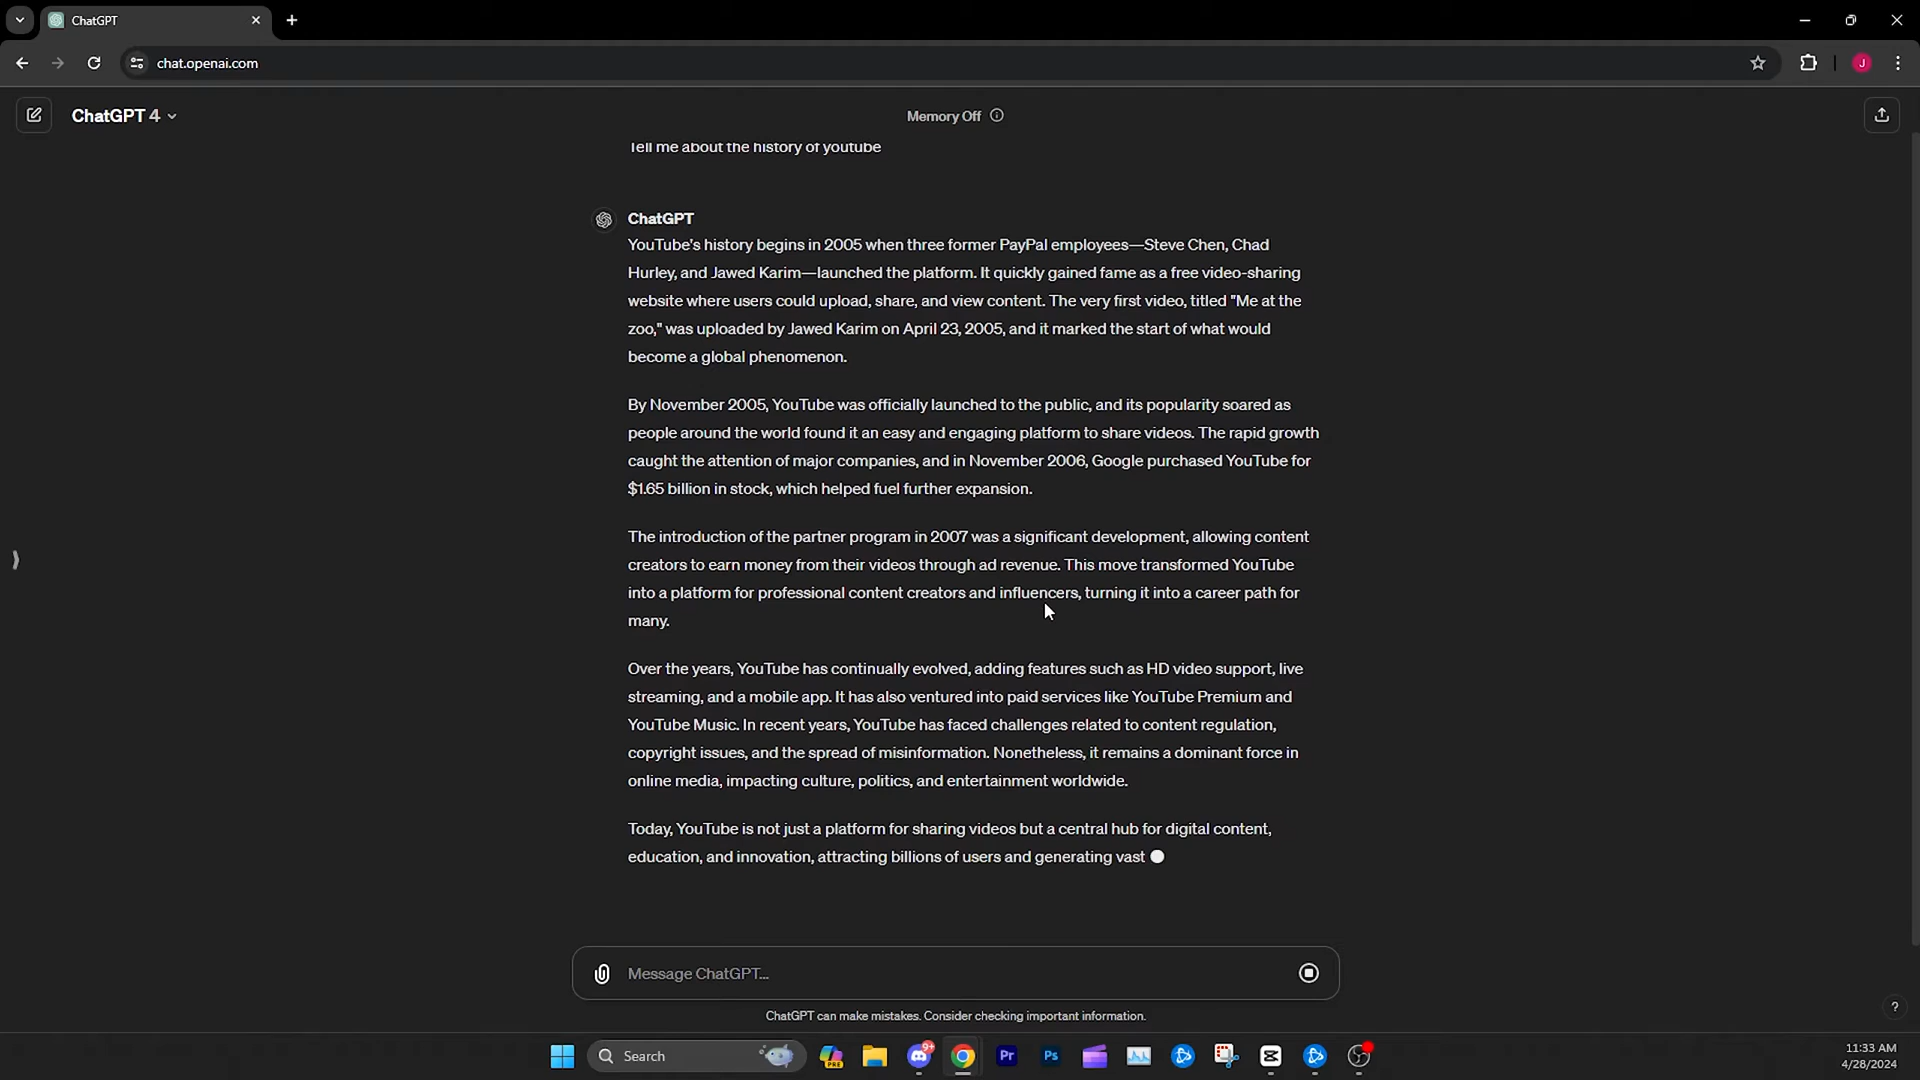 ChatGPT
chat.openai.com
J
ChatGPT 4
Memory Off
Tell me about the history of youtube
ChatGPT
YouTube's history begins in 2005 when three former PayPal employees—Steve Chen, Chad
Hurley, and Jawed Karim—launched the platform. It quickly gained fame as a free video-sharing
website where users could upload, share, and view content. The very first video, titled "Me at the
zoo," was uploaded by Jawed Karim on April 23, 2005, and it marked the start of what would
become a global phenomenon.
By November 2005, YouTube was officially launched to the public, and its popularity soared as
people around the world found it an easy and engaging platform to share videos. The rapid growth
caught the attention of major companies, and in November 2006, Google purchased YouTube for
$1.65 billion in stock, which helped fuel further expansion.
The introduction of the partner program in 2007 was a significant development, allowing content
creators to earn money from their videos through ad revenue. This move transformed YouTube
into a platform for professional content creators and influencers, turning it into a career path for
many.
Over the years, YouTube has continually evolved, adding features such as HD video support, live
streaming, and a mobile app. It has also ventured into paid services like YouTube Premium and
YouTube Music. In recent years, YouTube has faced challenges related to content regulation,
copyright issues, and the spread of misinformation. Nonetheless, it remains a dominant force in
online media, impacting culture, politics, and entertainment worldwide.
Today, YouTube is not just a platform for sharing videos but a central hub for digital content,
education, and innovation, attracting billions of users and generating vast
Message ChatGPT...
?
ChatGPT can make mistakes. Consider checking important information.
Search
PRE
9+
Pr
Ps
11:33 AM
4/28/2024